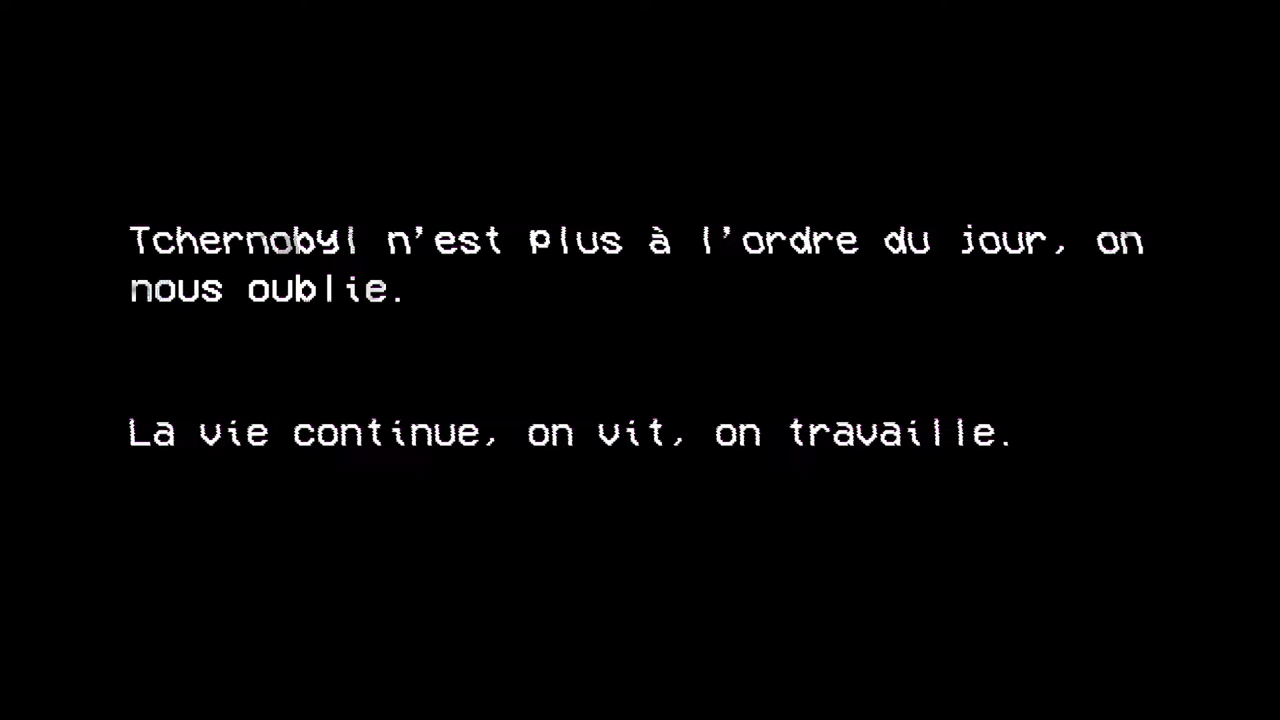 Tchernobyl n'est plus à l'ordre du jour, on
nous oublie.
La vie continue, on vit, on travaille.